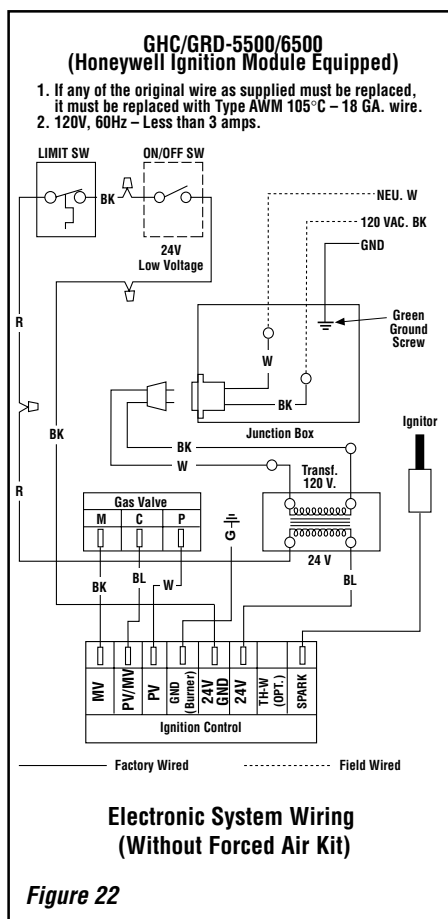 GHC/GRD-5500/6500
(Honeywell Ignition Module Equipped)
1. If any of the original wire as supplied must be replaced,
it must be replaced with Type AWM 105°C – 18 GA. wire.
2. 120V, 60Hz – Less than 3 amps.
LIMIT SW
ON/OFF SW
BK
24V
Low Voltage
NEU. W
120 VAC. BK
GND
Green
Ground
Screw
R
W
BK
BK
Junction Box
Ignitor
BK
W
Transf.
120 V.
R
Gas Valve
M C P
G
24 V
BK
BL
W
BL
MV
PV/MV
PV
GND
(Burner)
24V
GND
24V
TH-W
(OPT.)
SPARK
Ignition Control
Factory Wired
Field Wired
Electronic System Wiring
(Without Forced Air Kit)
Figure 22